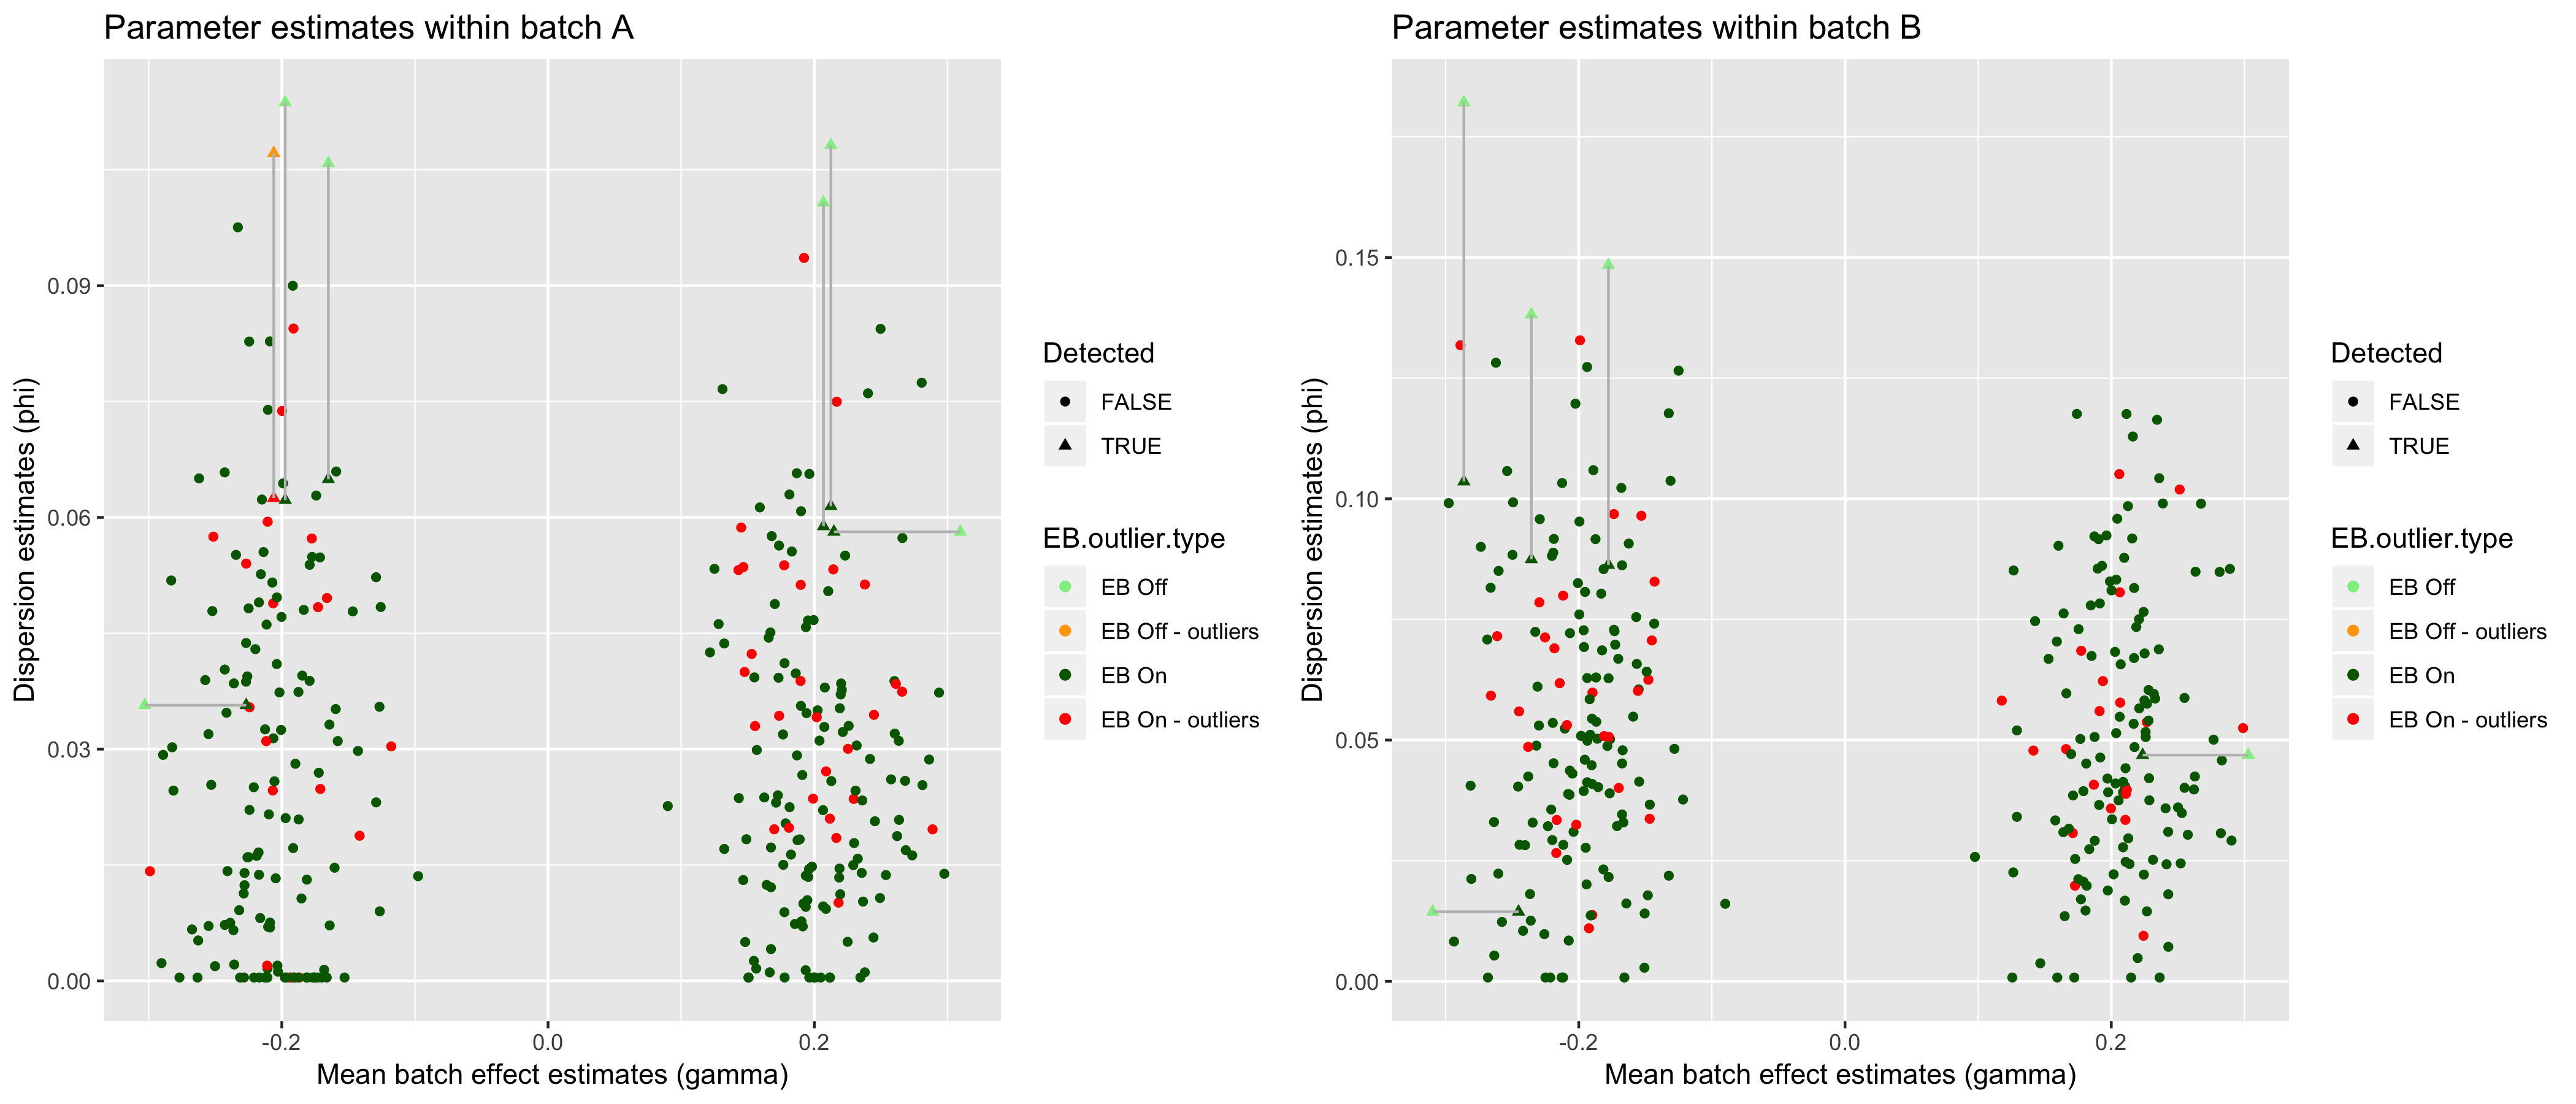 Parameter estimates within batch A
Dispersion estimates (phi)
0.09
0.06
0.03
0.00
-0.2
0.0
0.2
Mean batch effect estimates (gamma)
Detected
FALSE
TRUE
EB.outlier.type
EB Off
EB Off - outliers
EB On
EB On - outliers
Parameter estimates within batch B
Dispersion estimates (phi)
0.15
0.10
0.05
0.00
-0.2
0.0
0.2
Mean batch effect estimates (gamma)
Detected
FALSE
TRUE
EB.outlier.type
EB Off
EB Off - outliers
EB On
EB On - outliers